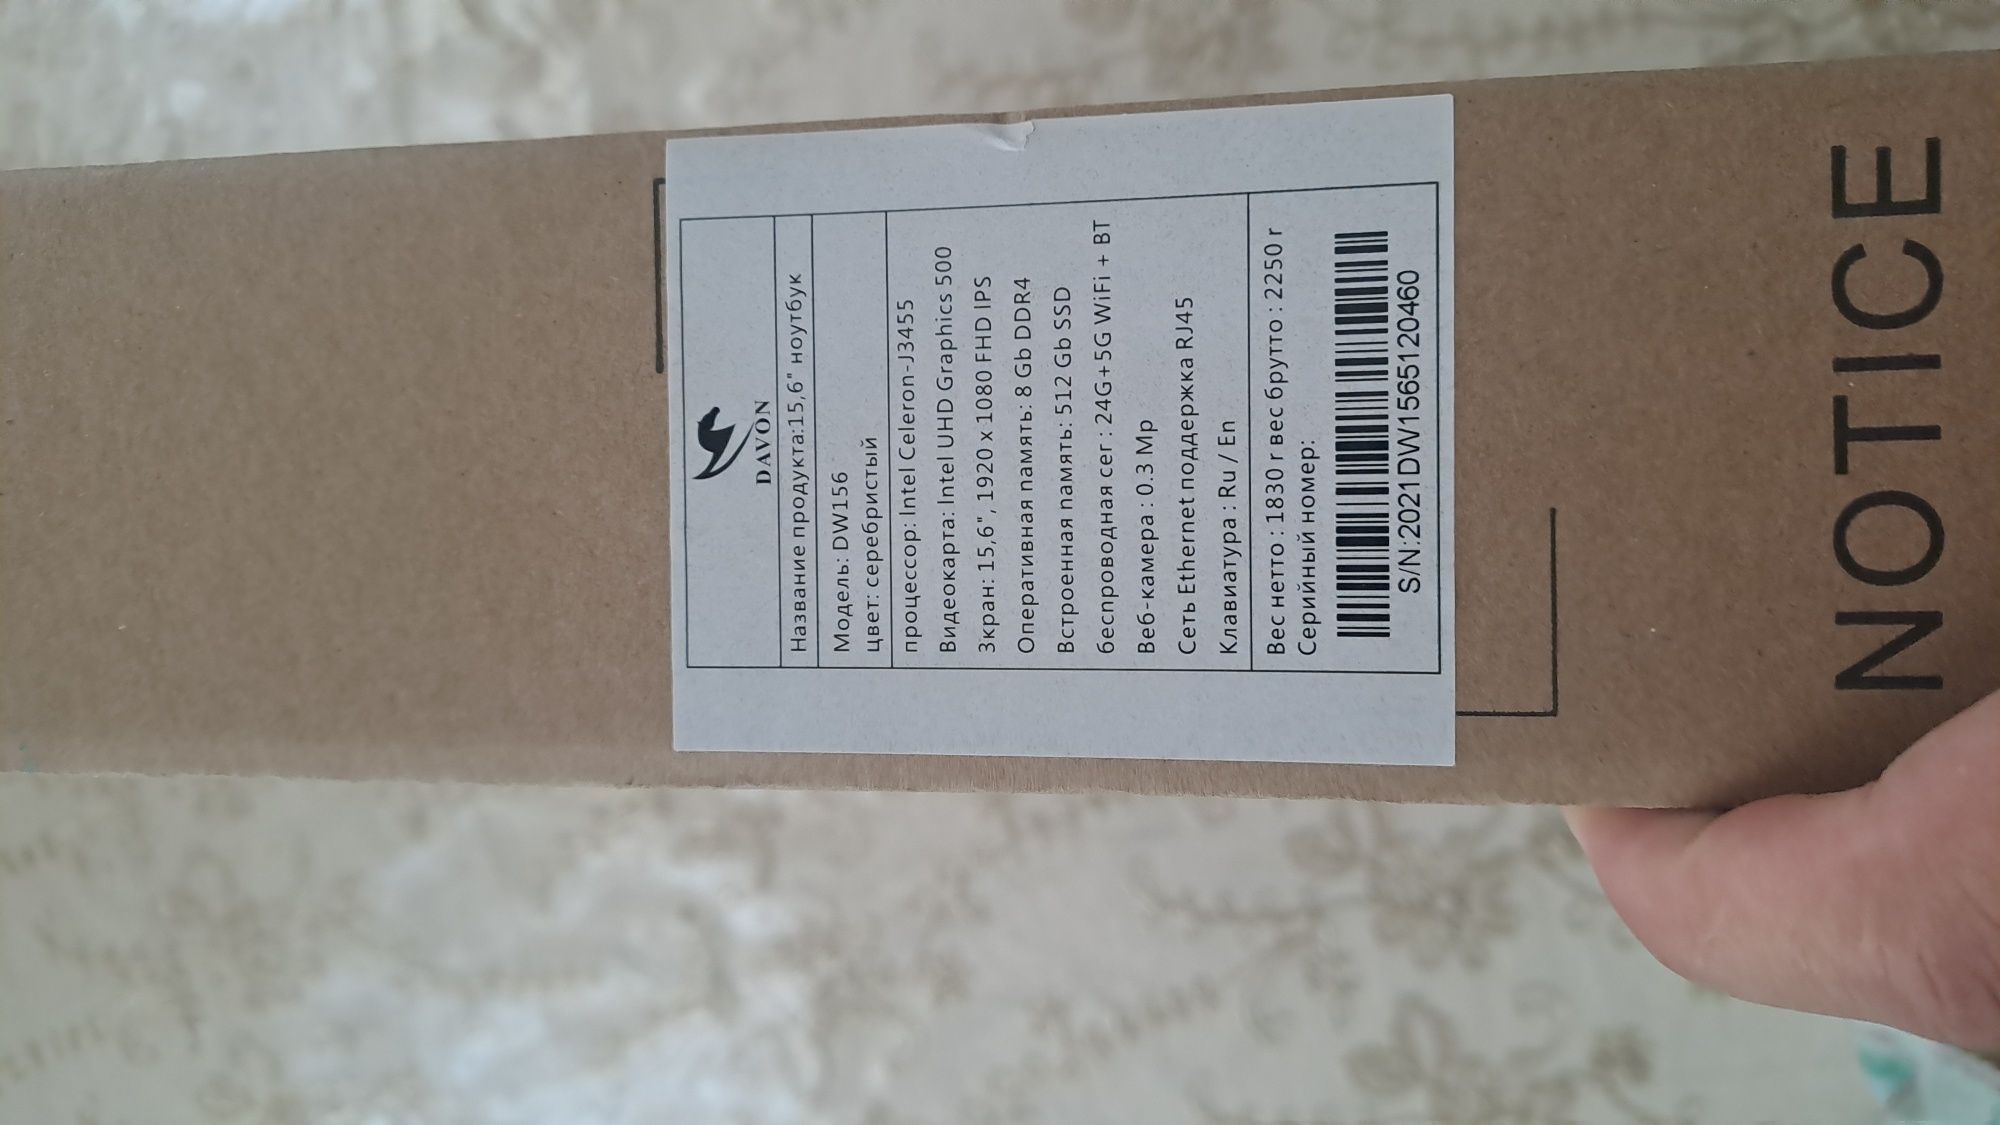 DAVON
Название продукта:15,6" ноутбук
Модель: DW156
цвет: серебристый
процессор: Intel Celeron-J3455
Видеокарта: Intel UHD Graphics 500
Зкран: 15,6", 1920 x 1080 FHD IPS
Оперативная память: 8 Gb DDR4
Встроенная память: 512 Gb SSD
беспроводная сег : 24G+5G WiFi + BT
Веб-камера : 0.3 Mp
Сеть Ethernet поддержка RJ45
Клавиатура : Ru / En
Вес нетто : 1830 г вес брутто : 2250 г
Серийный номер:
S/N:2021DW1565120460
NOTICE